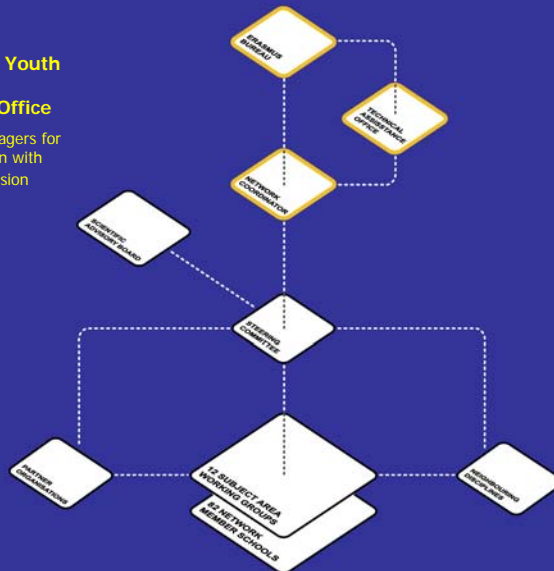 Youth
Office
agers for
n with
sion
ERASMUS
BUREAU
TECHNICAL
ASSISSTANCE
OFFICE
NETWORK
COORDINATOR
SCIENTIFIC
ADVISORY BOARD
STEERING
COMMITTEE
PARTNER
ORGANISATIONS
12 SUBJECT AREA
WORKING GROUPS
82 NETWORK
MEMBER SCHOOLS
NEIGHBOURING
DISCIPLINES